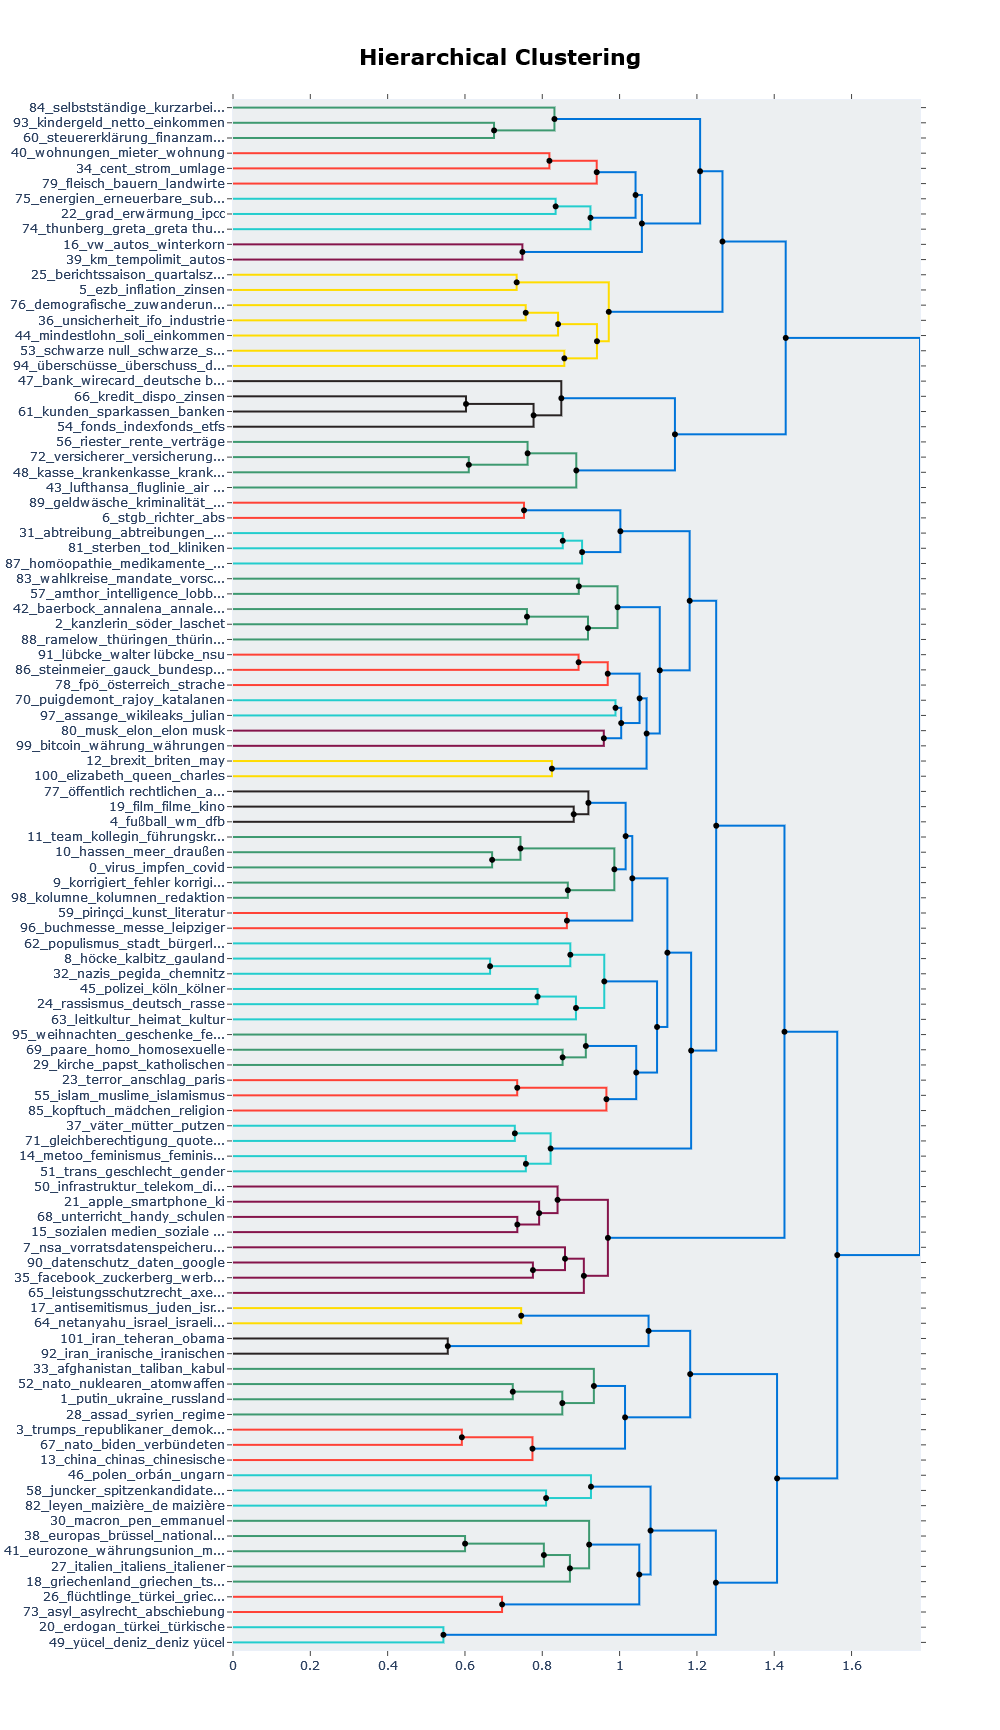 Hierarchical Clustering
84_selbstständige_kurzarbei...
93_kindergeld_netto_einkommen
60_steuererklärung_finanzam...
40_wohnungen_mieter_wohnung
34_cent_strom_umlage
79_fleisch_bauern_landwirte
75_energien_erneuerbare_sub...
22_grad_erwärmung_ipcc
74_thunberg_greta_greta thu...
16_vw_autos_winterkorn
39_km_tempolimit_autos
25_berichtssaison_quartalsz...
5_ezb_inflation_zinsen
76_demografische_zuwanderun...
36_unsicherheit_ifo_industrie
44_mindestlohn_soli_einkommen
53_schwarze null_schwarze_s...
94_überschüsse_überschuss_d...
47_bank_wirecard_deutsche b...
66_kredit_dispo_zinsen
61_kunden_sparkassen_banken
54_fonds_indexfonds_etfs
56_riester_rente_verträge
72_versicherer_versicherung...
48_kasse_krankenkasse_krank...
43_lufthansa_fluglinie_air ...
89_geldwäsche_kriminalität_...
6_stgb_richter_abs
31_abtreibung_abtreibungen_...
81_sterben_tod_kliniken
87_homöopathie_medikamente_...
83_wahlkreise_mandate_vorsc...
57_amthor_intelligence_lobb...
42_baerbock_annalena_annale...
2_kanzlerin_söder_laschet
88_ramelow_thüringen_thürin...
91_lübcke_walter lübcke_nsu
86_steinmeier_gauck_bundesp...
78_fpö_österreich_strache
70_puigdemont_rajoy_katalanen
97_assange_wikileaks_julian
80_musk_elon_elon musk
99_bitcoin_währung_währungen
12_brexit_briten_may
100_elizabeth_queen_charles
77_öffentlich rechtlichen_a...
19_film_filme_kino
4_fußball_wm_dfb
11_team_kollegin_führungskr...
10_hassen_meer_draußen
0_virus_impfen_covid
9_korrigiert_fehler korrigi...
98_kolumne_kolumnen_redaktion
59_pirinçci_kunst_literatur
96_buchmesse_messe_leipziger
62_populismus_stadt_bürgerl...
8_höcke_kalbitz_gauland
32_nazis_pegida_chemnitz
45_polizei_köln_kölner
24_rassismus_deutsch_rasse
63_leitkultur_heimat_kultur
95_weihnachten_geschenke_fe...
69_paare_homo_homosexuelle
29_kirche_papst_katholischen
23_terror_anschlag_paris
55_islam_muslime_islamismus
85_kopftuch_mädchen_religion
37_väter_mütter_putzen
71_gleichberechtigung_quote...
14_metoo_feminismus_feminis...
51_trans_geschlecht_gender
50_infrastruktur_telekom_di...
21_apple_smartphone_ki
68_unterricht_handy_schulen
15_sozialen medien_soziale ...
7_nsa_vorratsdatenspeicheru...
90_datenschutz_daten_google
35_facebook_zuckerberg_werb...
65_leistungsschutzrecht_axe...
17_antisemitismus_juden_isr...
64_netanyahu_israel_israeli...
101_iran_teheran_obama
92_iran_iranische_iranischen
33_afghanistan_taliban_kabul
52_nato_nuklearen_atomwaffen
1_putin_ukraine_russland
28_assad_syrien_regime
3_trumps_republikaner_demok...
67_nato_biden_verbündeten
13_china_chinas_chinesische
46_polen_orbán_ungarn
58_juncker_spitzenkandidate...
82_leyen_maizière_de maizière
30_macron_pen_emmanuel
38_europas_brüssel_national...
41_eurozone_währungsunion_m...
27_italien_italiens_italiener
18_griechenland_griechen_ts...
26_flüchtlinge_türkei_griec...
73_asyl_asylrecht_abschiebung
20_erdogan_türkei_türkische
49_yücel_deniz_deniz yücel
0 0.2 0.4 0.6 0.8 1 1.2 1.4 1.6